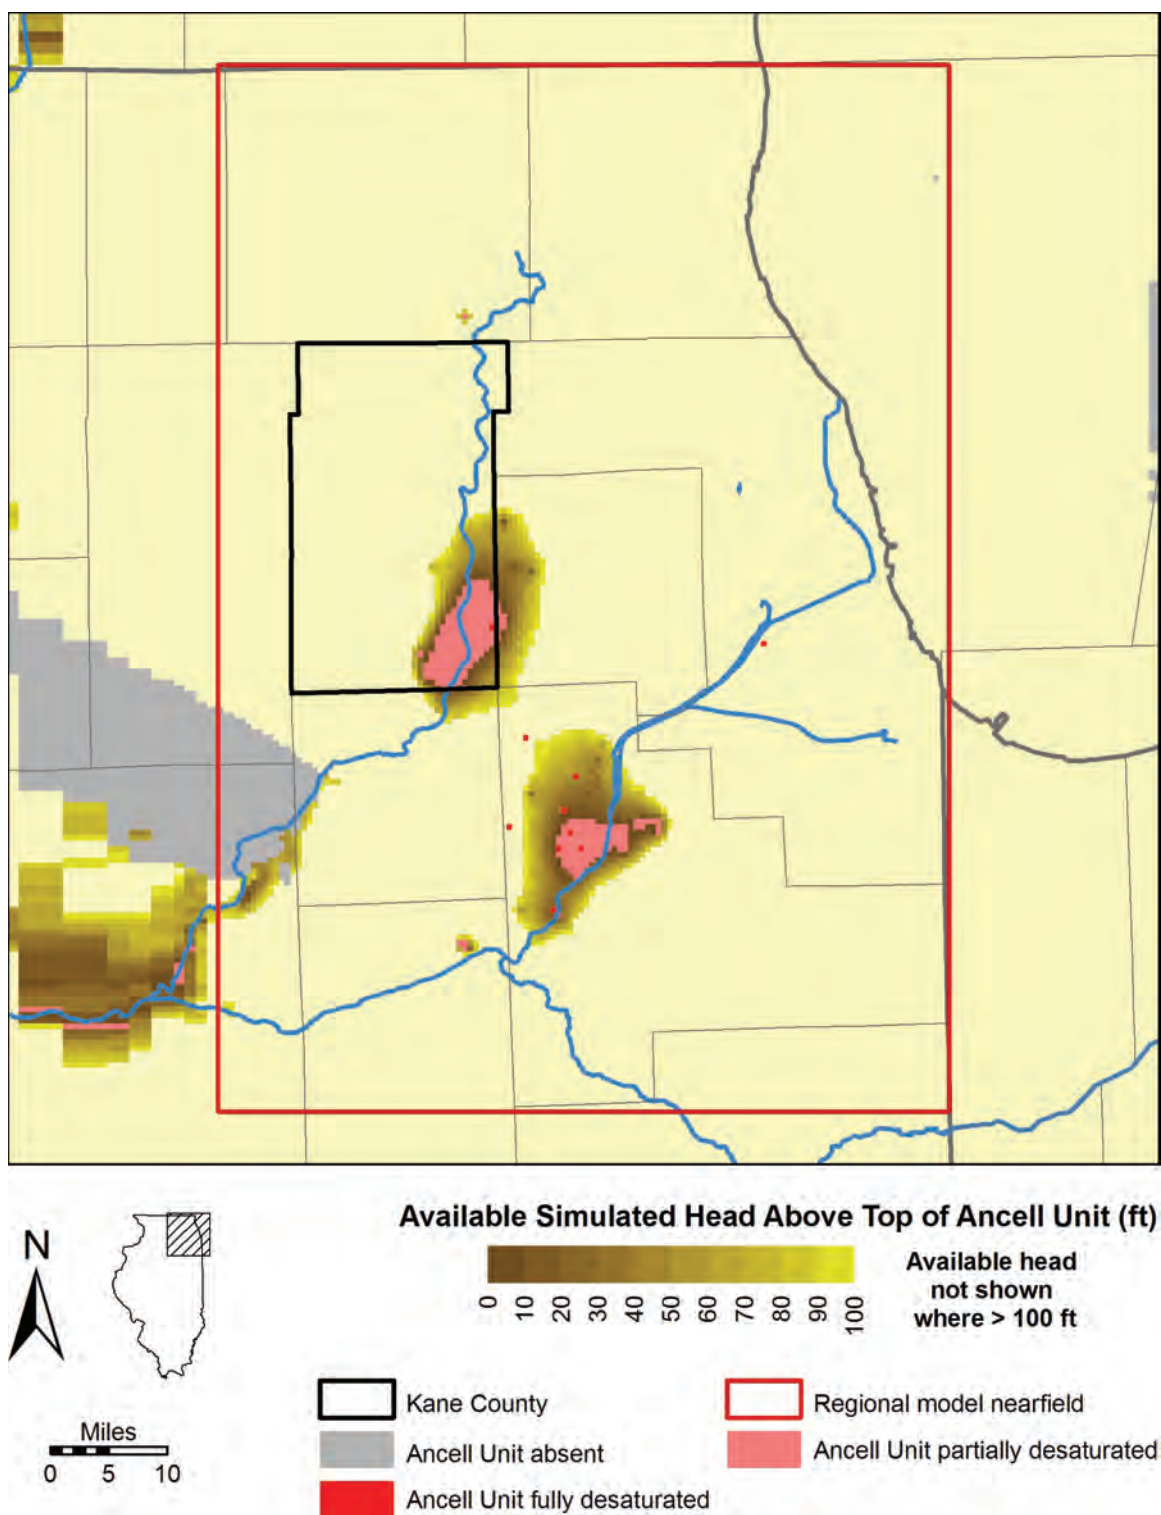 Available Simulated Head Above Top of Ancell Unit (ft)
N
0 10 20 30 40 50 60 70 80 90 100
Available head
not shown
where > 100 ft
Miles
0 5 10
Kane County
Regional model nearfield
Ancell Unit absent
Ancell Unit partially desaturated
Ancell Unit fully desaturated